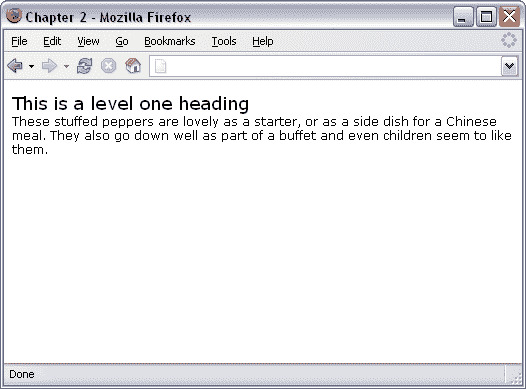 Chapter 2 - Mozilla Firefox
File Edit View Go Bookmarks Tools Help
This is a level one heading
These stuffed peppers are lovely as a starter, or as a side dish for a Chinese
meal. They also go down well as part of a buffet and even children seem to like
them.
Done